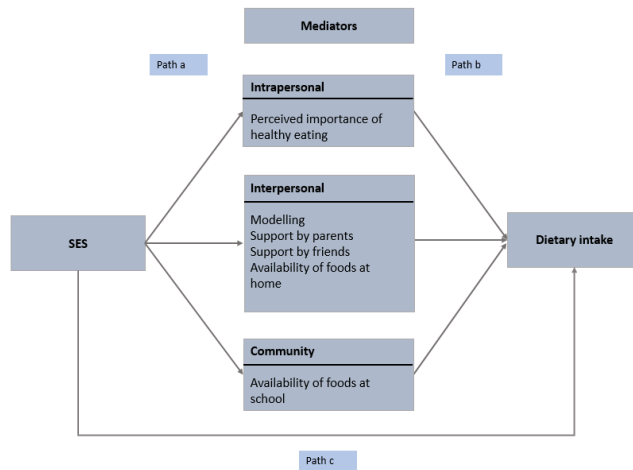 Mediators
Path a
Path b
Intrapersonal
Perceived importance of
healthy eating
Interpersonal
Modelling
Support by parents
Support by friends
Availability of foods at
home
SES
Dietary intake
Community
Availability of foods at
school
Path c